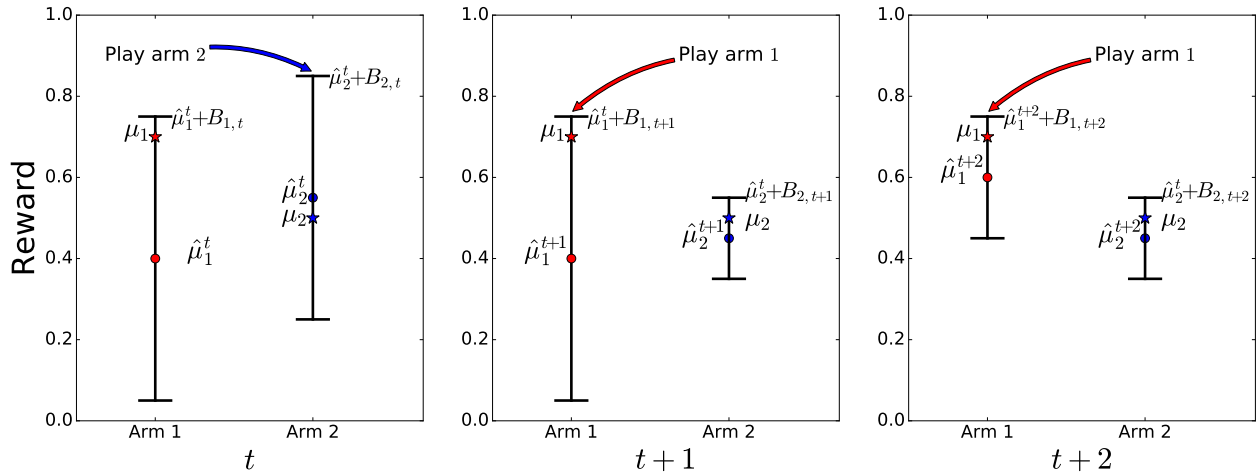 Reward
1.0
0.8
0.6
0.4
0.2
0.0
Play arm 2
μ̂₂ᵗ+B₂,ₜ
μ̂₁ᵗ+B₁,ₜ
μ₁
μ̂₂ᵗ
μ₂
μ̂₁ᵗ
Arm 1
Arm 2
t
1.0
0.8
0.6
0.4
0.2
0.0
Play arm 1
μ̂₁ᵗ+B₁,ₜ₊₁
μ₁
μ̂₂ᵗ+B₂,ₜ₊₁
μ̂₂ᵗ⁺¹
μ₂
μ̂₁ᵗ⁺¹
Arm 1
Arm 2
t + 1
1.0
0.8
0.6
0.4
0.2
0.0
Play arm 1
μ̂₁ᵗ⁺²+B₁,ₜ₊₂
μ₁
μ̂₁ᵗ⁺²
μ̂₂ᵗ+B₂,ₜ₊₂
μ̂₂ᵗ⁺²
μ₂
Arm 1
Arm 2
t + 2